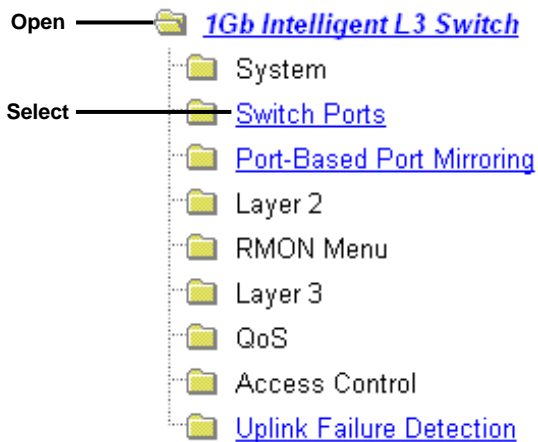 Open 1Gb Intelligent L3 Switch
System
Select Switch Ports
Port-Based Port Mirroring
Layer 2
RMON Menu
Layer 3
QoS
Access Control
Uplink Failure Detection